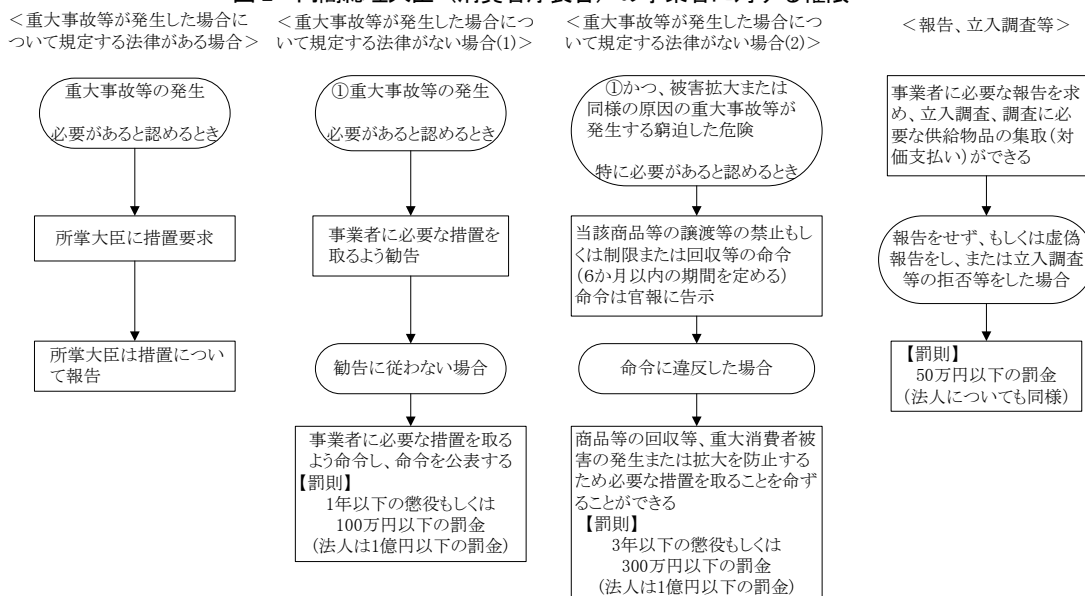 ＜重大事故等が発生した場合に
ついて規定する法律がある場合＞
重大事故等の発生
必要があると認めるとき
所掌大臣に措置要求
所掌大臣は措置につい
て報告
＜重大事故等が発生した場合につ
いて規定する法律がない場合(1)＞
①重大事故等の発生
必要があると認めるとき
事業者に必要な措置を
取るよう勧告
勧告に従わない場合
事業者に必要な措置を取る
よう命令し、命令を公表する
【罰則】
1年以下の懲役もしくは
100万円以下の罰金
(法人は1億円以下の罰金)
＜重大事故等が発生した場合につ
いて規定する法律がない場合(2)＞
①かつ、被害拡大または
同様の原因の重大事故等が
発生する窮迫した危険
特に必要があると認めるとき
当該商品等の譲渡等の禁止もし
くは制限または回収等の命令
(6か月以内の期間を定める)
命令は官報に告示
命令に違反した場合
商品等の回収等、重大消費者被
害の発生または拡大を防止する
ため必要な措置を取ることを命ず
ることができる
【罰則】
3年以下の懲役もしくは
300万円以下の罰金
(法人は1億円以下の罰金)
＜報告、立入調査等＞
事業者に必要な報告を求
め、立入調査、調査に必
要な供給物品の集取(対
価支払い)ができる
報告をせず、もしくは虚偽
報告をし、または立入調査
等の拒否等をした場合
【罰則】
50万円以下の罰金
(法人についても同様)